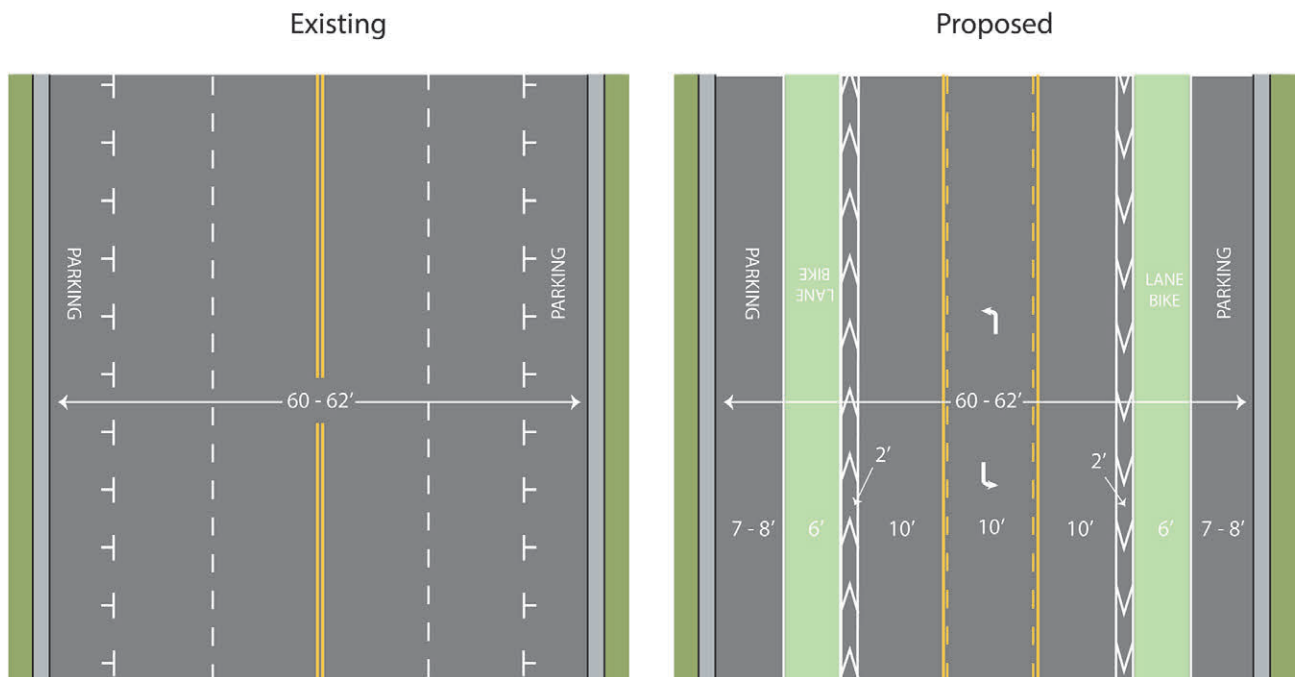 Existing
PARKING
PARKING
60 - 62’
Proposed
PARKING
LANE
BIKE
LANE
BIKE
PARKING
60 - 62’
2’
2’
7 - 8’
6’
10’
10’
10’
6’
7 - 8’